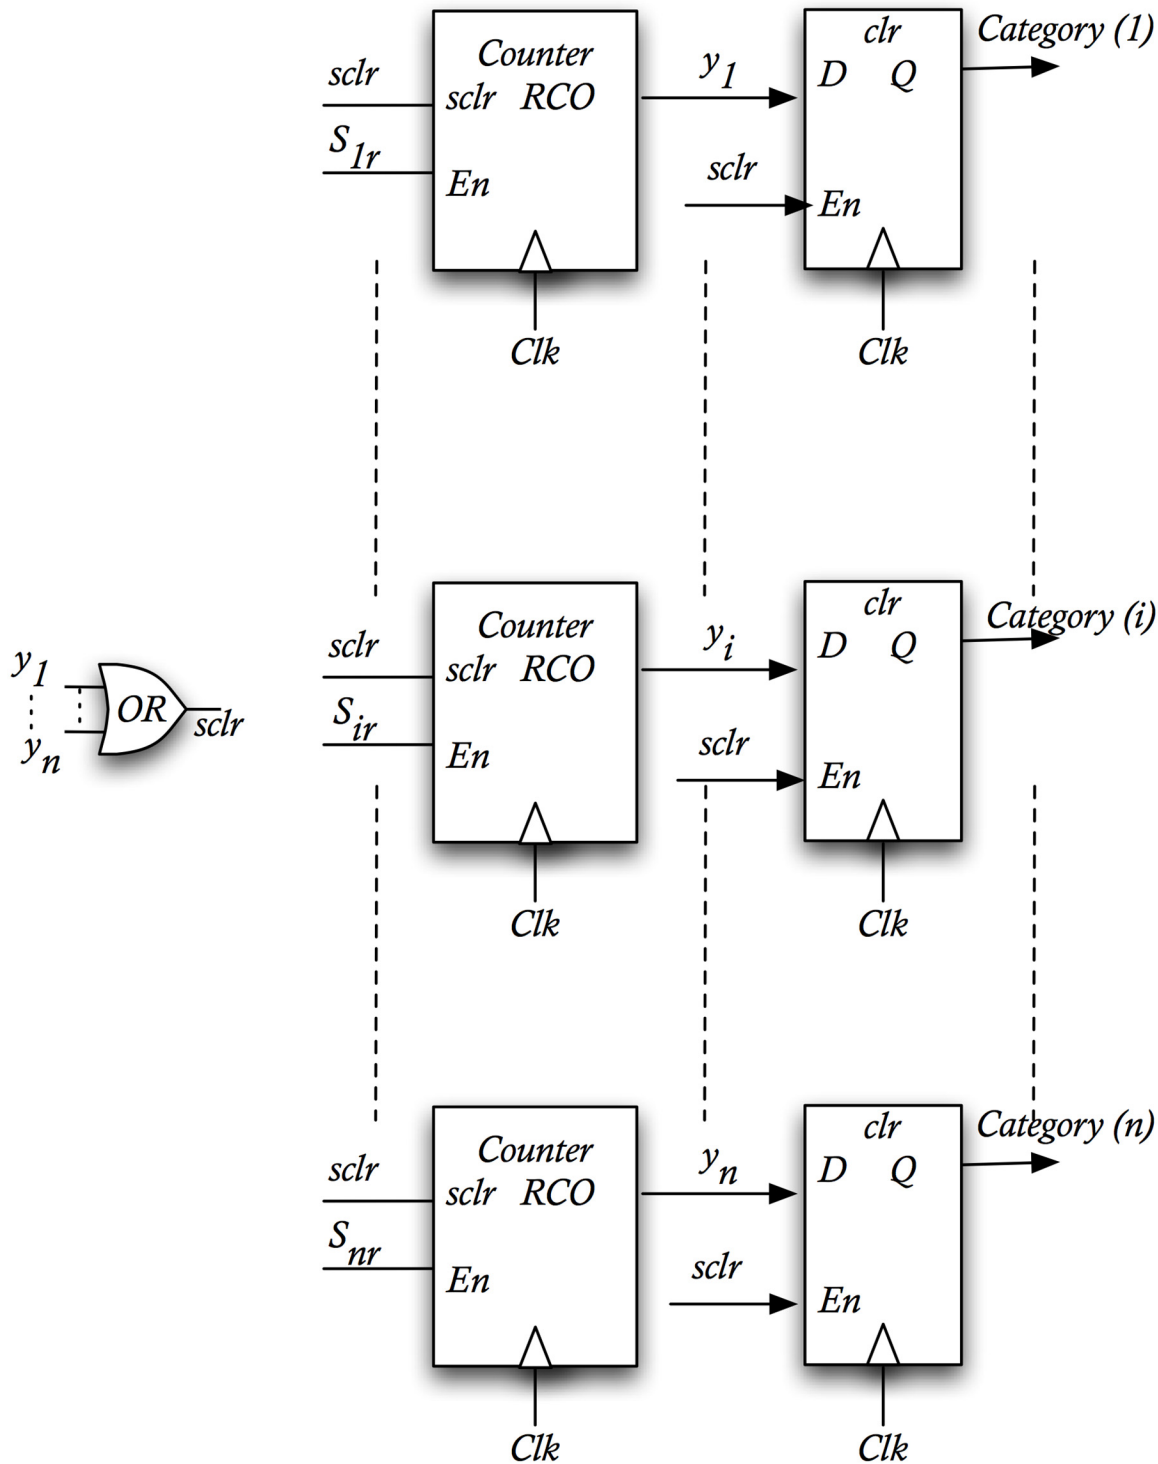 clr
Category (1)
Counter
sclr
y1
D Q
sclr RCO
S1r
sclr
En
En
Clk
Clk
clr
Category (i)
Counter
sclr
yi
D Q
sclr RCO
y1
Sir
OR
sclr
sclr
yn
En
En
Clk
Clk
clr
Category (n)
Counter
sclr
yn
D Q
sclr RCO
Snr
sclr
En
En
Clk
Clk